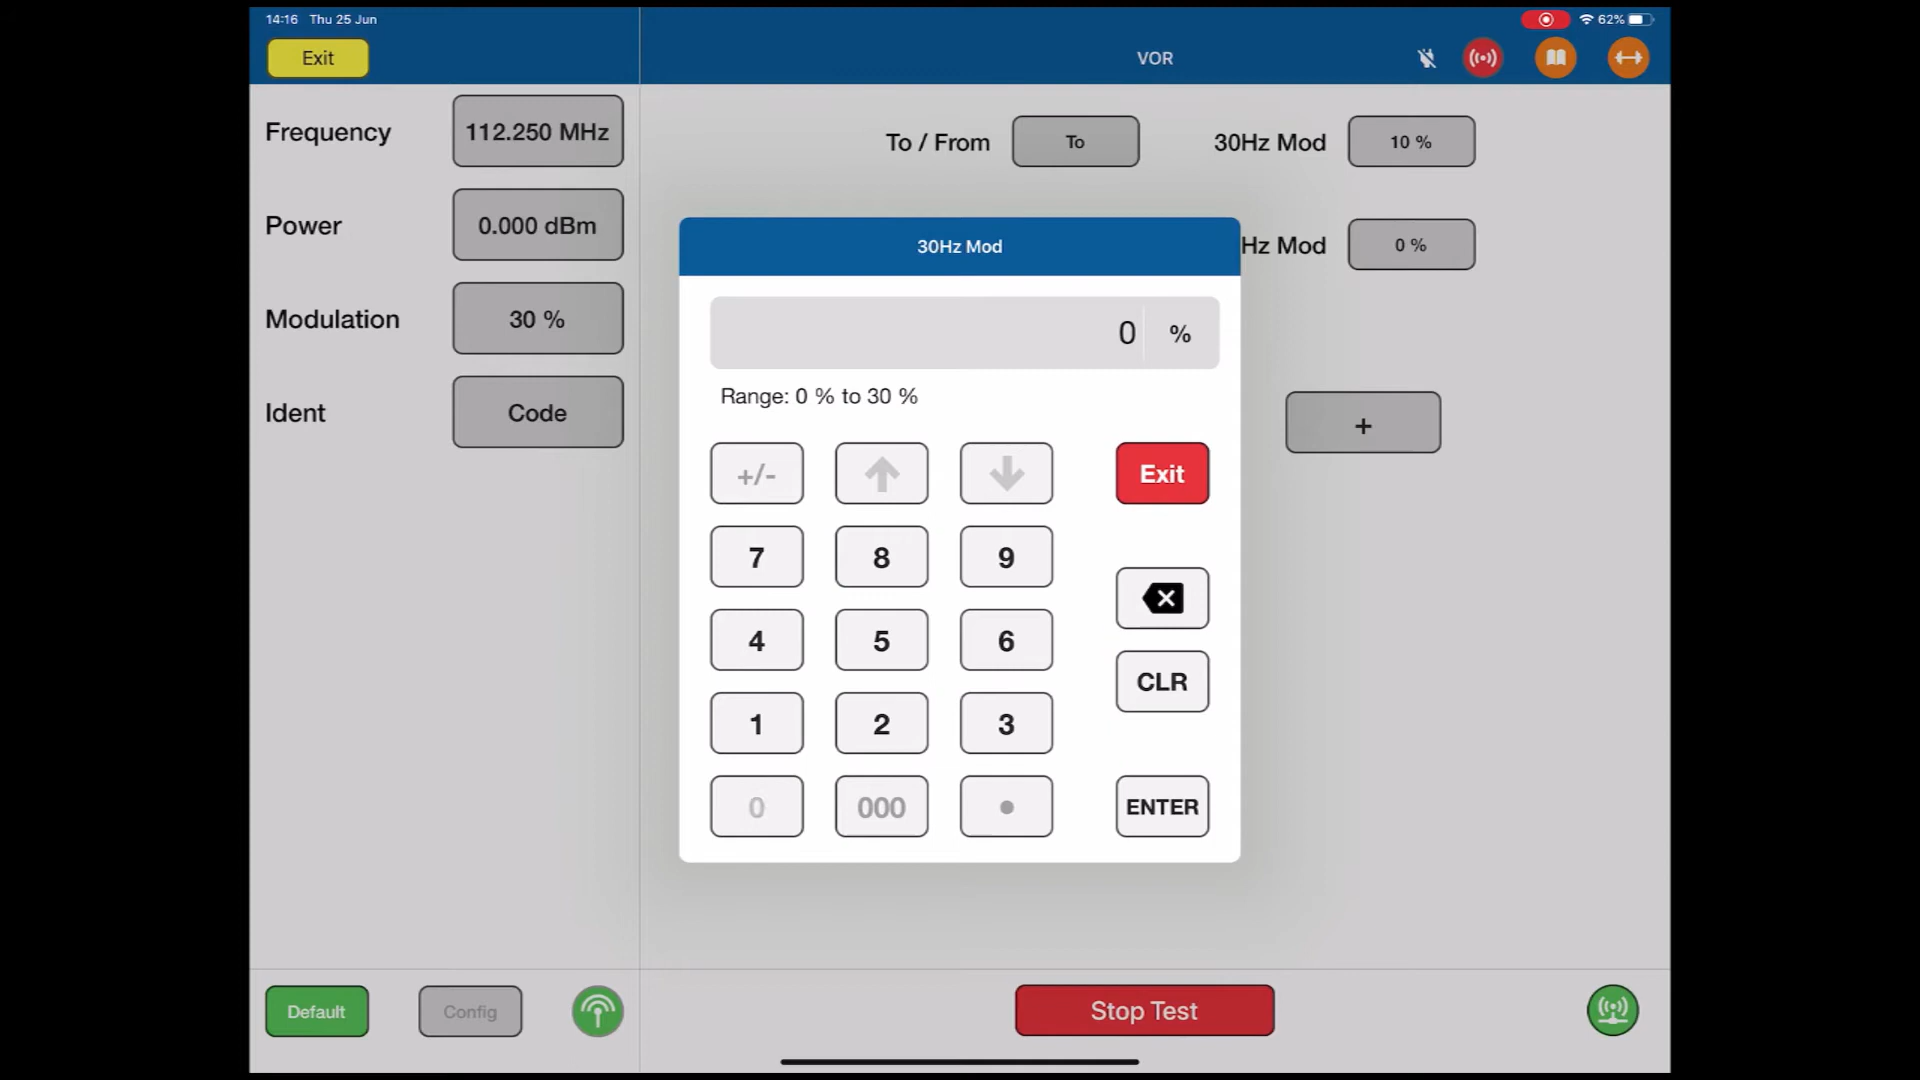 14:16 Thu 25 Jun
62%
Exit
VOR
Frequency
112.250 MHz
To / From
To
30Hz Mod
10 %
Power
0.000 dBm
Hz Mod
0 %
Modulation
30 %
Ident
Code
+
30Hz Mod
0 %
Range: 0 % to 30 %
+/-
Exit
7 8 9
4 5 6
CLR
1 2 3
0 000 •
ENTER
Default
Config
Stop Test